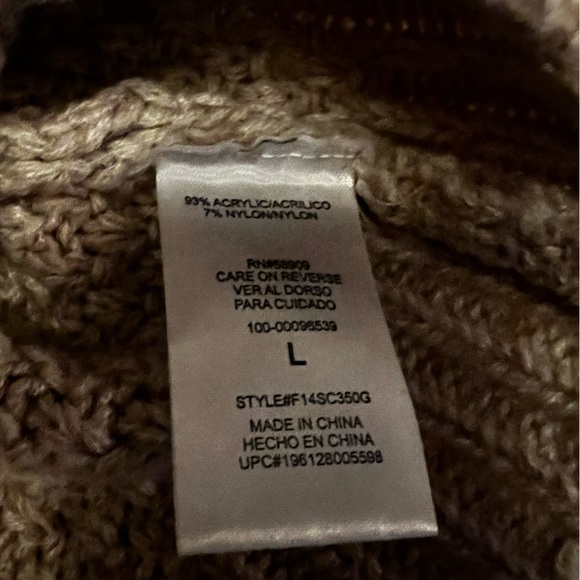 93% ACRYLIC/ACRILICO
7% NYLON/NYLON
RN#58909
CARE ON REVERSE
VER AL DORSO
PARA CUIDADO
100-00096539
L
STYLE#F14SC350G
MADE IN CHINA
HECHO EN CHINA
UPC#196128005598